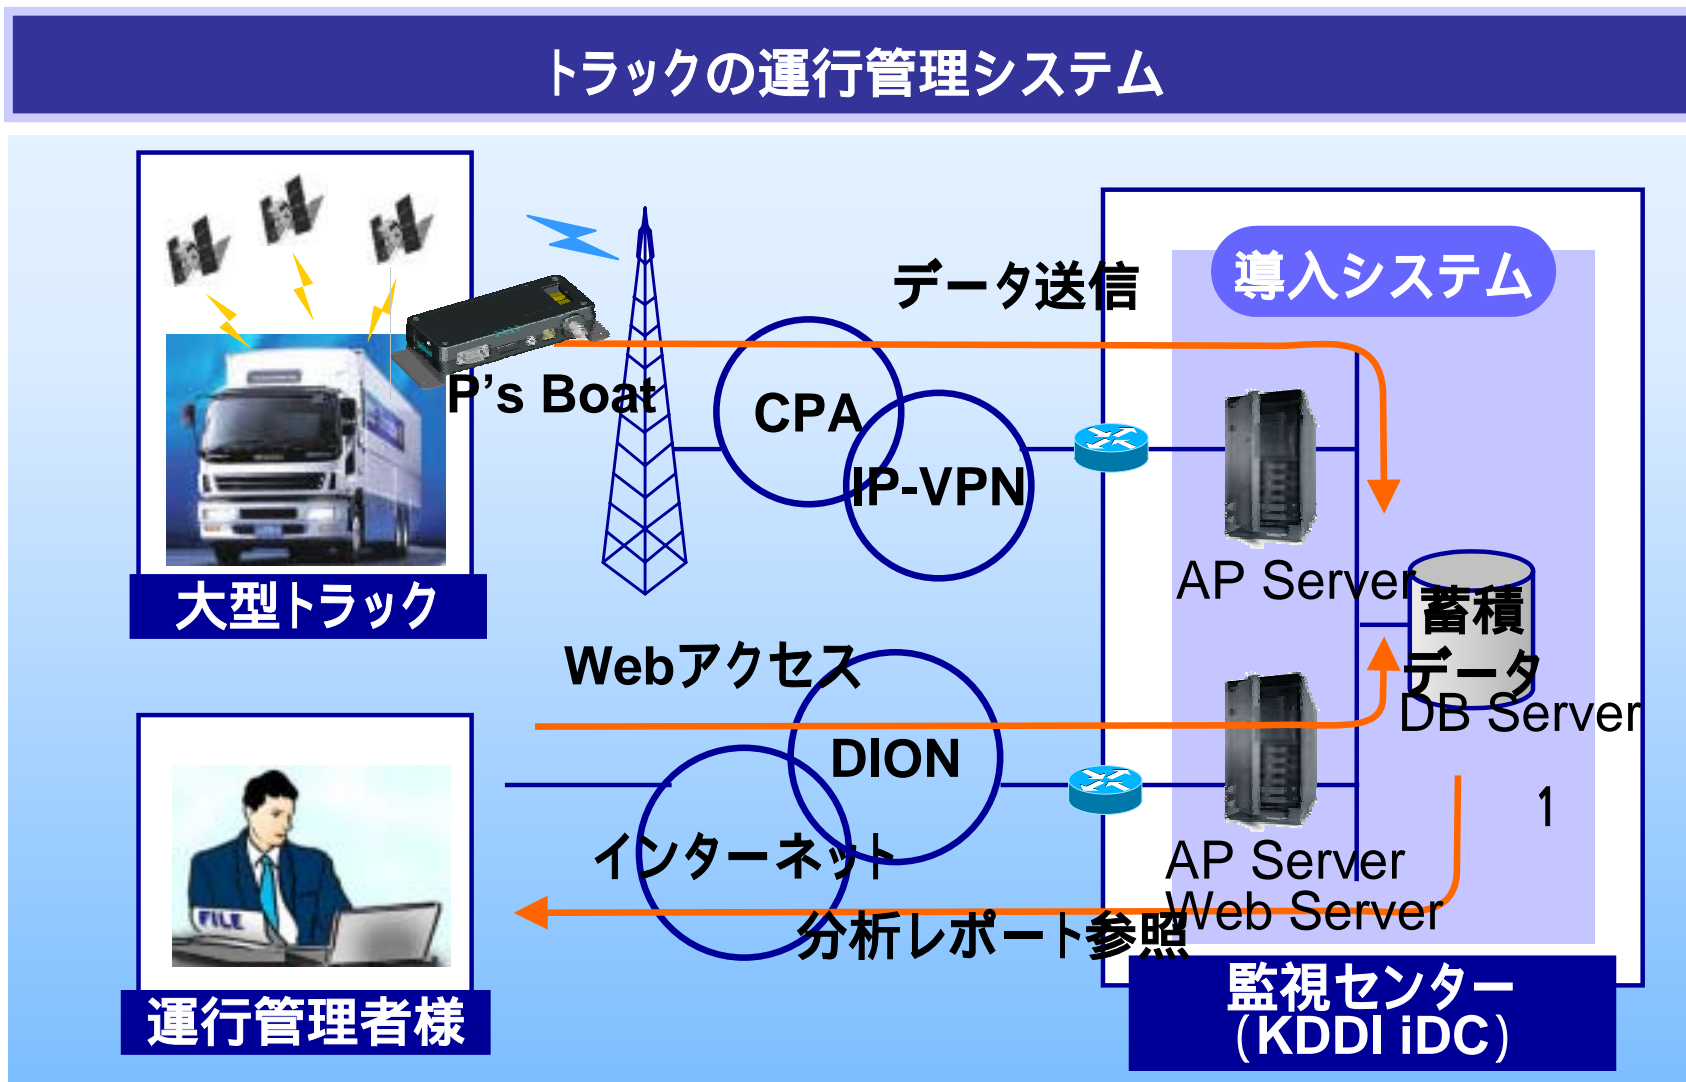 トラックの運行管理システム
導入システム
データ送信
P's Boat
CPA
IP-VPN
AP Server
大型トラック
蓄積
データ
DB Server
Webアクセス
DION
インターネット
1
AP Server
Web Server
分析レポート参照
FILE
運行管理者様
監視センター
(KDDI iDC)